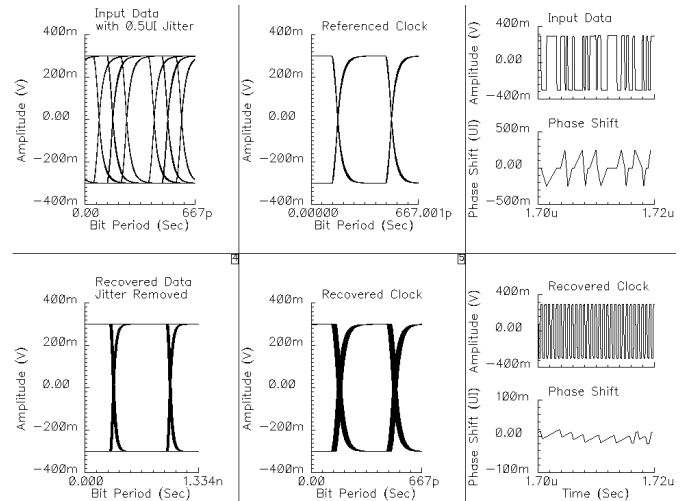 Input Data
with 0.5UI Jitter
400m
200m
0.00
-200m
-400m
Amplitude (V)
0.00
667p
Bit Period (Sec)
Referenced Clock
400m
200m
0.00
-200m
-400m
Amplitude (V)
0.00000
667.001p
Bit Period (Sec)
Input Data
400m
0.00
-400m
Amplitude (V)
Phase Shift
500m
0.00
-500m
Phase Shift (UI)
1.70u
1.72u
4
5
Recovered Data
Jitter Removed
400m
200m
0.00
-200m
-400m
Amplitude (V)
0.000
1.334n
Bit Period (Sec)
Recovered Clock
400m
200m
0.00
-200m
-400m
Amplitude (V)
0.00
667p
Bit Period (Sec)
Recovered Clock
400m
0.00
-400m
Amplitude (V)
Phase Shift
100m
0.00
-100m
Phase Shift (UI)
1.70u
1.72u
Time (Sec)